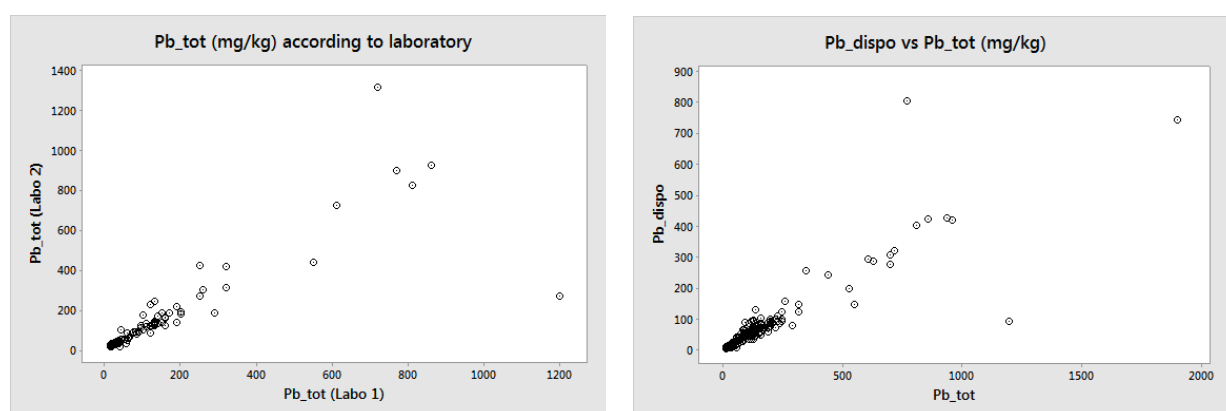 Pb_tot (mg/kg) according to laboratory
1400
1200
1000
800
600
400
200
0
Pb_tot (Labo 2)
0 200 400 600 800 1000 1200
Pb_tot (Labo 1)
Pb_dispo vs Pb_tot (mg/kg)
900
800
700
600
500
400
300
200
100
0
Pb_dispo
0 500 1000 1500 2000
Pb_tot